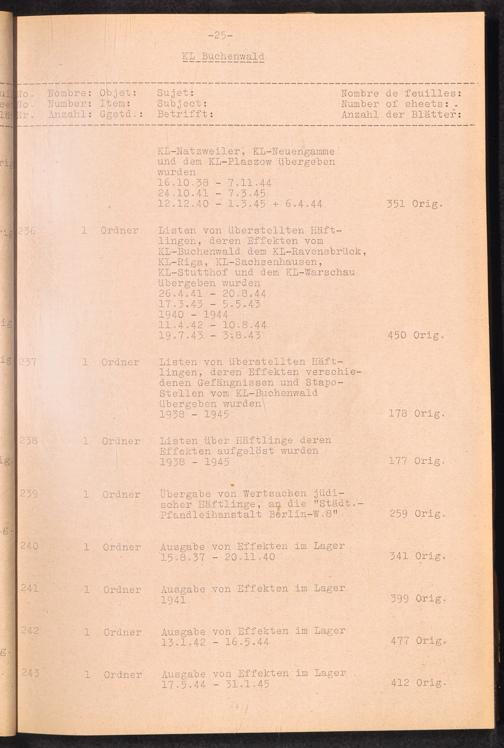 -25-
KL Buchenwald
No. Nombre: Objet: Sujet: Nombre de feuilles:
No. Number: Item: Subject: Number of sheets:
Nr. Anzahl: Ggstd.: Betrifft: Anzahl der Blätter:
KL-Natzweiler, KL-Neuengamme
und dem KL-Plaszow übergeben
wurden
16.10.38 - 7.11.44
24.10.41 - 7.3.45
12.12.40 - 1.3.45 + 6.4.44 351 Orig.
236 1 Ordner Listen von überstellten Häft-
lingen, deren Effekten vom
KL-Buchenwald dem KL-Ravensbrück,
KL-Riga, KL-Sachsenhausen,
KL-Stutthof und dem KL-Warschau
übergeben wurden
26.4.41 - 20.8.44
17.3.43 - 5.5.43
1940 - 1944
11.4.42 - 10.8.44
19.7.43 - 3.8.43 450 Orig.
237 1 Ordner Listen von überstellten Häft-
lingen, deren Effekten verschie-
denen Gefängnissen und Stapo-
Stellen vom KL-Buchenwald
übergeben wurden
1938 - 1945 178 Orig.
238 1 Ordner Listen über Häftlinge deren
Effekten aufgelöst wurden
1938 - 1945 177 Orig.
239 1 Ordner Übergabe von Wertsachen jüdi-
scher Häftlinge, an die "Städt.-
Pfandleihanstalt Berlin-W.8" 259 Orig.
240 1 Ordner Ausgabe von Effekten im Lager
15.8.37 - 20.11.40 341 Orig.
241 1 Ordner Ausgabe von Effekten im Lager
1941 399 Orig.
242 1 Ordner Ausgabe von Effekten im Lager
13.1.42 - 16.5.44 477 Orig.
243 1 Ordner Ausgabe von Effekten im Lager
17.5.44 - 31.1.45 412 Orig.